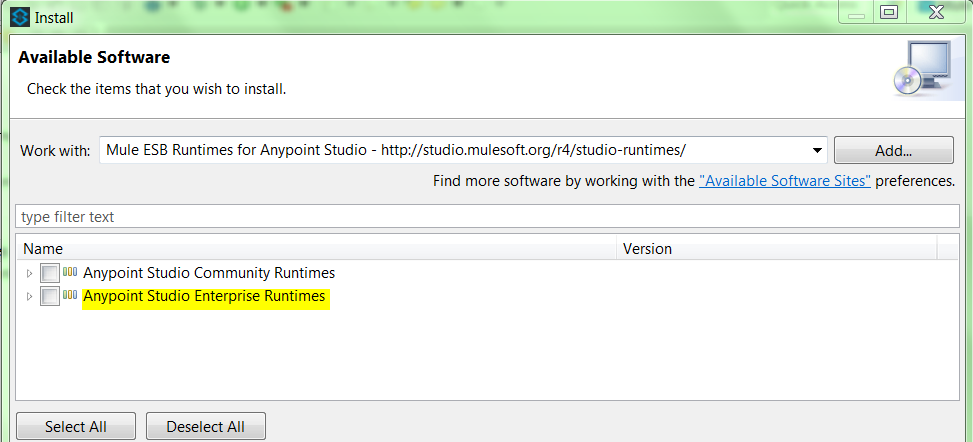 Install
Available Software
Check the items that you wish to install.
Work with: Mule ESB Runtimes for Anypoint Studio - http://studio.mulesoft.org/r4/studio-runtimes/ Add...
Find more software by working with the "Available Software Sites" preferences.
type filter text
Name Version
Anypoint Studio Community Runtimes
Anypoint Studio Enterprise Runtimes
Select All Deselect All